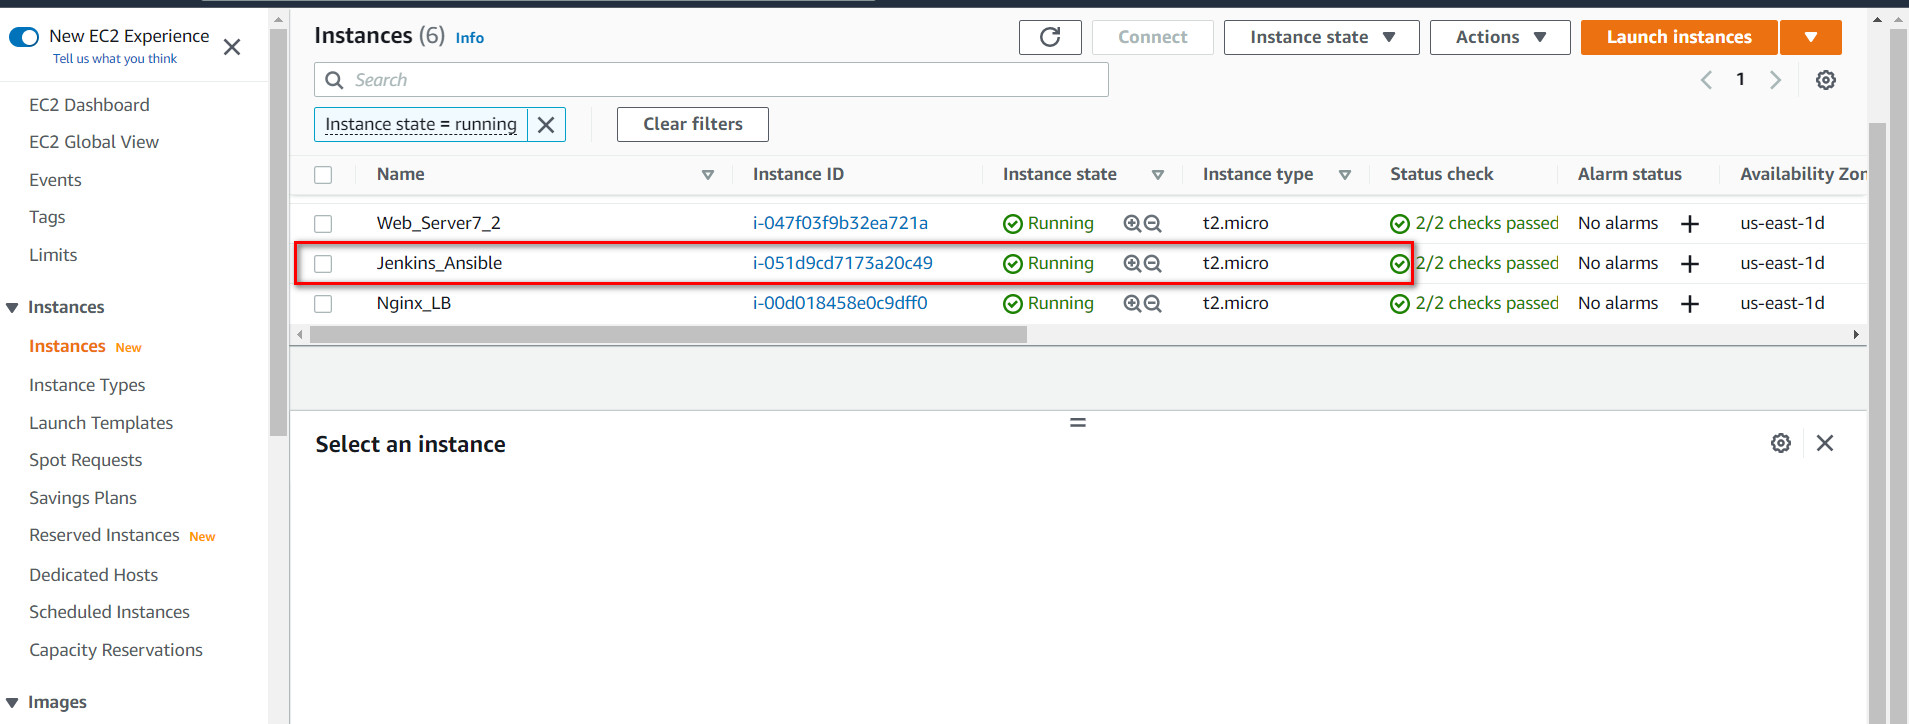 New EC2 Experience
Tell us what you think
EC2 Dashboard
EC2 Global View
Events
Tags
Limits
Instances
Instances New
Instance Types
Launch Templates
Spot Requests
Savings Plans
Reserved Instances New
Dedicated Hosts
Scheduled Instances
Capacity Reservations
Images
Instances (6) Info
Connect
Instance state
Actions
Launch instances
Search
1
Instance state = running
Clear filters
Name Instance ID Instance state Instance type Status check Alarm status Availability Zon
Web_Server7_2 i-047f03f9b32ea721a Running t2.micro 2/2 checks passed No alarms + us-east-1d
Jenkins_Ansible i-051d9cd7173a20c49 Running t2.micro 2/2 checks passed No alarms + us-east-1d
Nginx_LB i-00d018458e0c9dff0 Running t2.micro 2/2 checks passed No alarms + us-east-1d
Select an instance